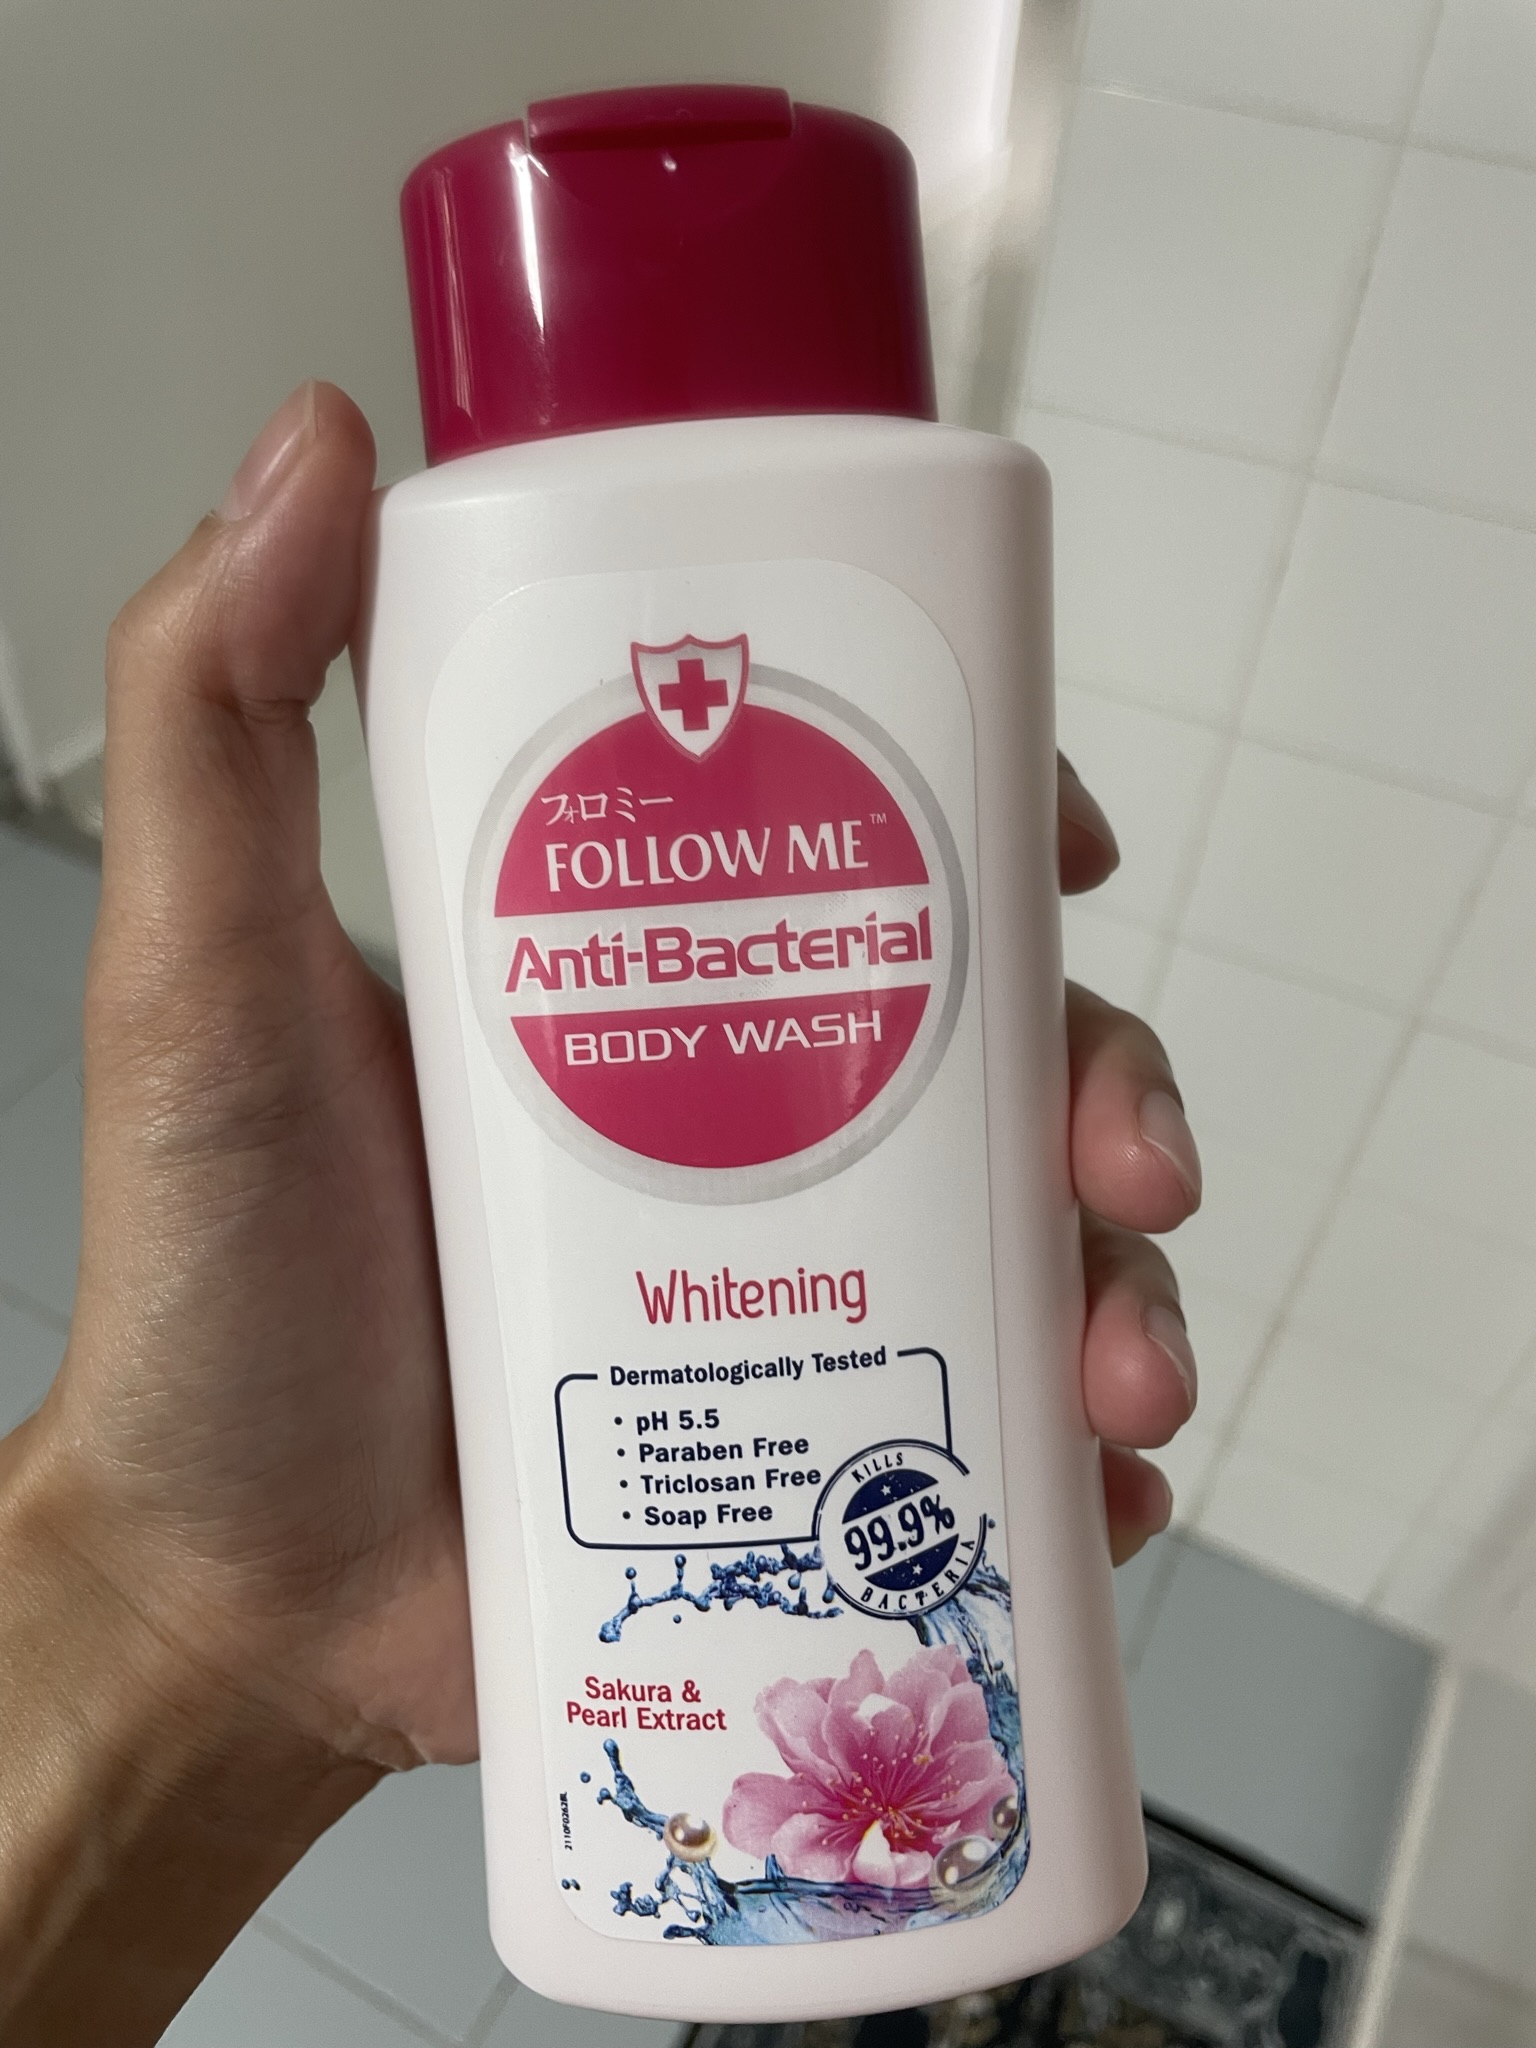 フォロミー
FOLLOW ME™
Anti-Bacterial
BODY WASH
Whitening
Dermatologically Tested
• pH 5.5
• Paraben Free
• Triclosan Free
• Soap Free
KILLS
99.9%
BACTERIA
Sakura &
Pearl Extract
2110F0262BL